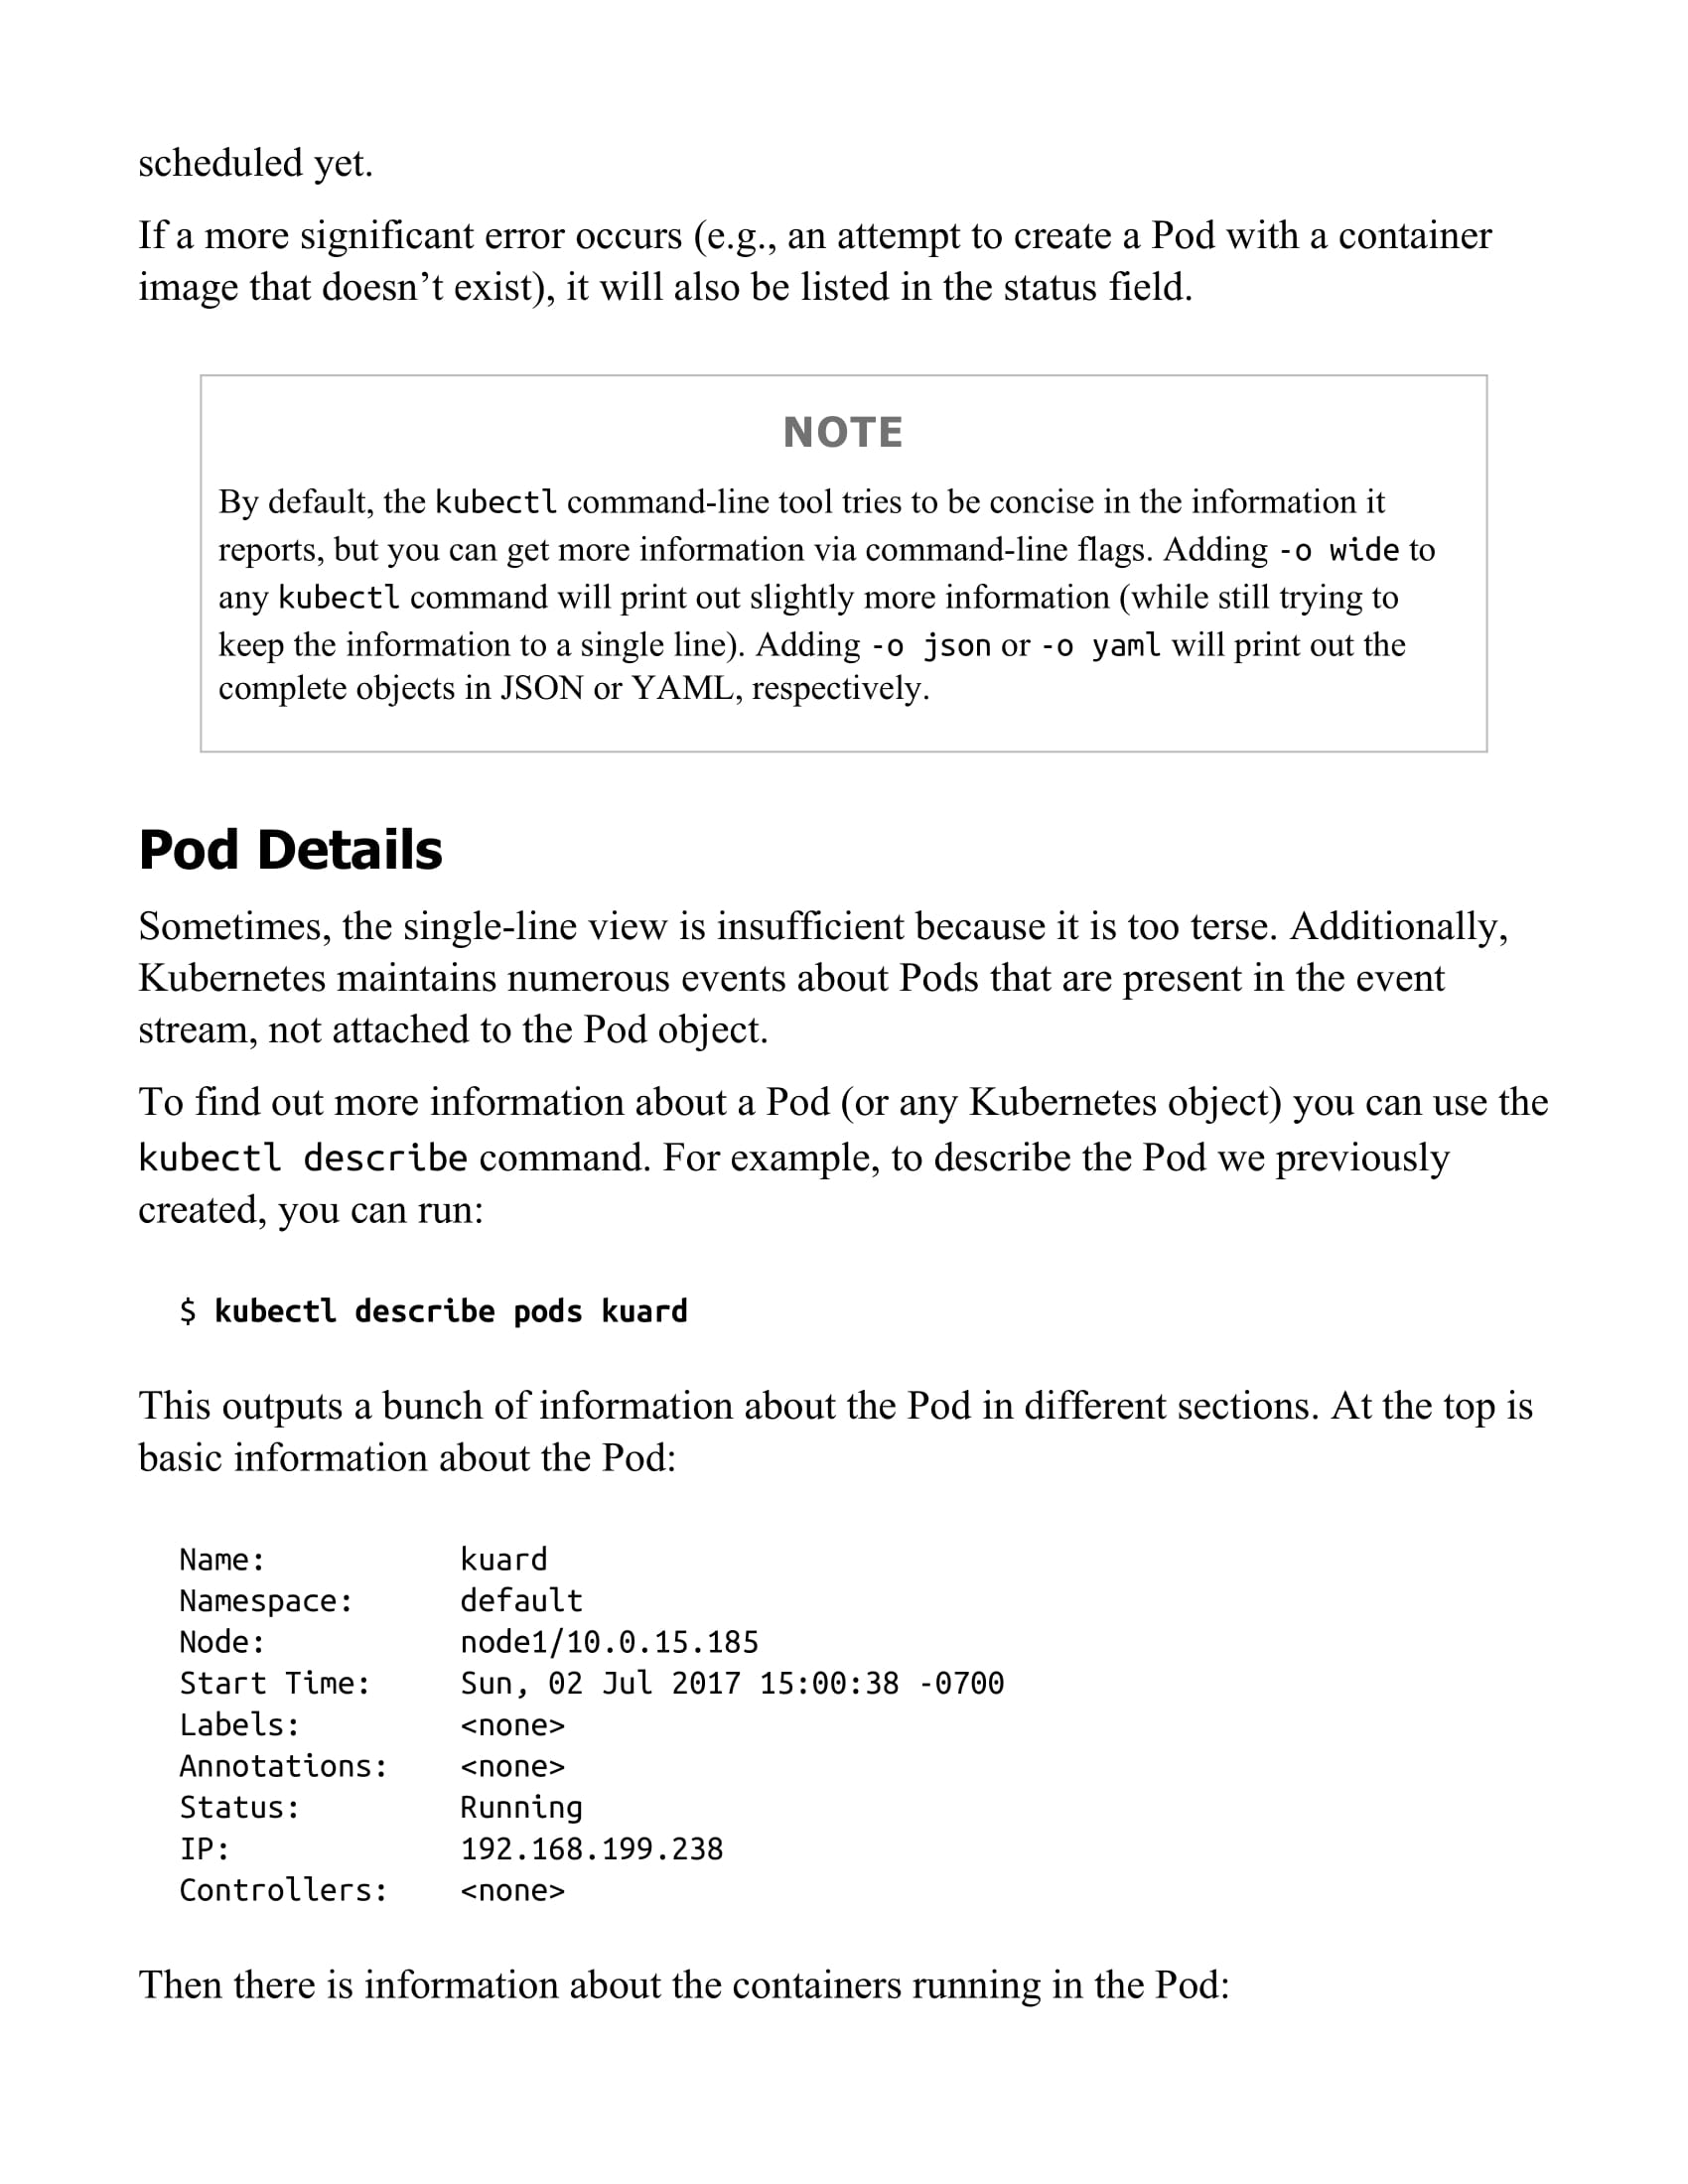 scheduled yet.
If a more significant error occurs (e.g., an attempt to create a Pod with a container
image that doesn’t exist), it will also be listed in the status field.
NOTE
By default, the kubectl command-line tool tries to be concise in the information it
reports, but you can get more information via command-line flags. Adding -o wide to
any kubectl command will print out slightly more information (while still trying to
keep the information to a single line). Adding -o json or -o yaml will print out the
complete objects in JSON or YAML, respectively.
Pod Details
Sometimes, the single-line view is insufficient because it is too terse. Additionally,
Kubernetes maintains numerous events about Pods that are present in the event
stream, not attached to the Pod object.
To find out more information about a Pod (or any Kubernetes object) you can use the
kubectl describe command. For example, to describe the Pod we previously
created, you can run:
$ kubectl describe pods kuard
This outputs a bunch of information about the Pod in different sections. At the top is
basic information about the Pod:
Name:           kuard
Namespace:      default
Node:           node1/10.0.15.185
Start Time:     Sun, 02 Jul 2017 15:00:38 -0700
Labels:         <none>
Annotations:    <none>
Status:         Running
IP:             192.168.199.238
Controllers:    <none>
Then there is information about the containers running in the Pod: